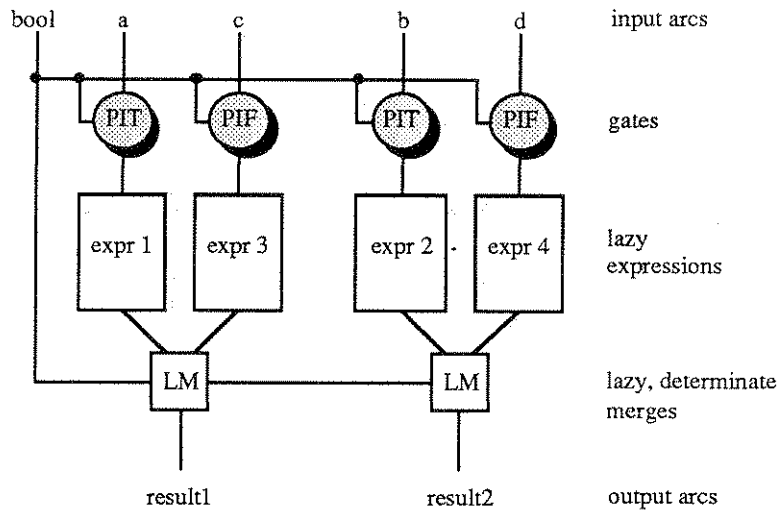 bool a c b d input arcs
PIT PIF PIT PIF gates
expr 1 expr 3 expr 2 expr 4 lazy
expressions
LM LM lazy, determinate
merges
result1 result2 output arcs